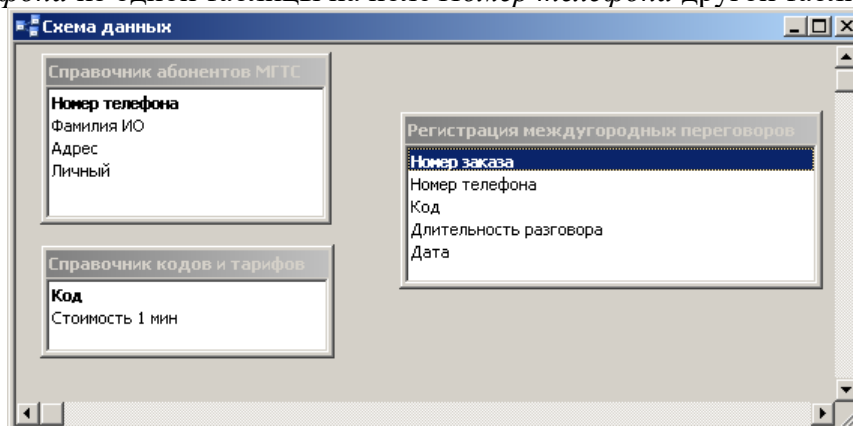 Схема данных
Справочник абонентов МГТС
Номер телефона
Фамилия ИО
Адрес
Личный
Регистрация междугородных переговоров
Номер заказа
Номер телефона
Код
Длительность разговора
Дата
Справочник кодов и тарифов
Код
Стоимость 1 мин